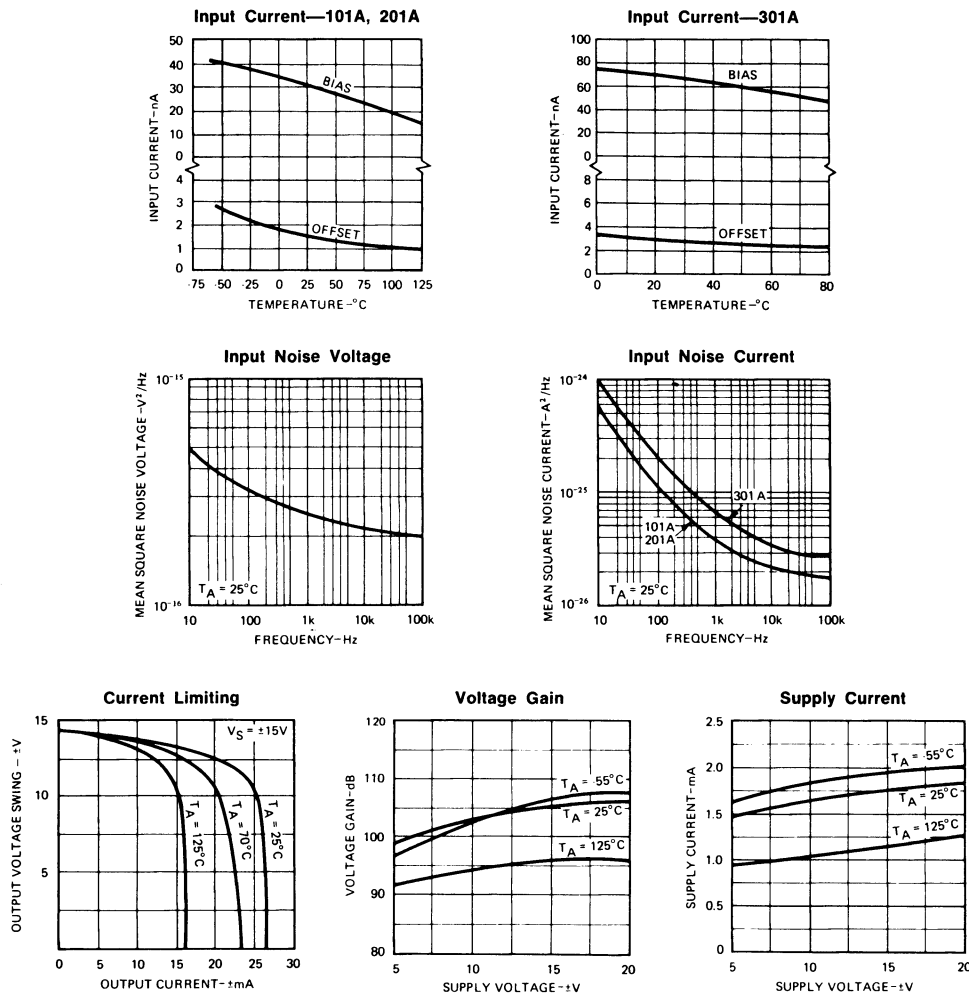 Input Current—101A, 201A
50
40
30
20
10
0
4
3
2
1
0
BIAS
OFFSET
INPUT CURRENT–nA
-75 -50 -25 0 25 50 75 100 125
TEMPERATURE–°C
Input Current—301A
100
80
60
40
20
0
8
6
4
2
0
BIAS
OFFSET
INPUT CURRENT–nA
0 20 40 60 80
TEMPERATURE–°C
Input Noise Voltage
10-15
10-16
MEAN SQUARE NOISE VOLTAGE–V²/Hz
TA = 25°C
10 100 1k 10k 100k
FREQUENCY–Hz
Input Noise Current
10-24
10-25
10-26
MEAN SQUARE NOISE CURRENT–A²/Hz
301A
101A
201A
TA = 25°C
10 100 1k 10k 100k
FREQUENCY–Hz
Current Limiting
15
10
5
OUTPUT VOLTAGE SWING – ±V
VS = ±15V
TA = 125°C
TA = 70°C
TA = 25°C
0 5 10 15 20 25 30
OUTPUT CURRENT–±mA
Voltage Gain
120
110
100
90
80
VOLTAGE GAIN–dB
TA = -55°C
TA = 25°C
TA = 125°C
5 10 15 20
SUPPLY VOLTAGE–±V
Supply Current
2.5
2.0
1.5
1.0
0.5
0
SUPPLY CURRENT–mA
TA = -55°C
TA = 25°C
TA = 125°C
5 10 15 20
SUPPLY VOLTAGE–±V